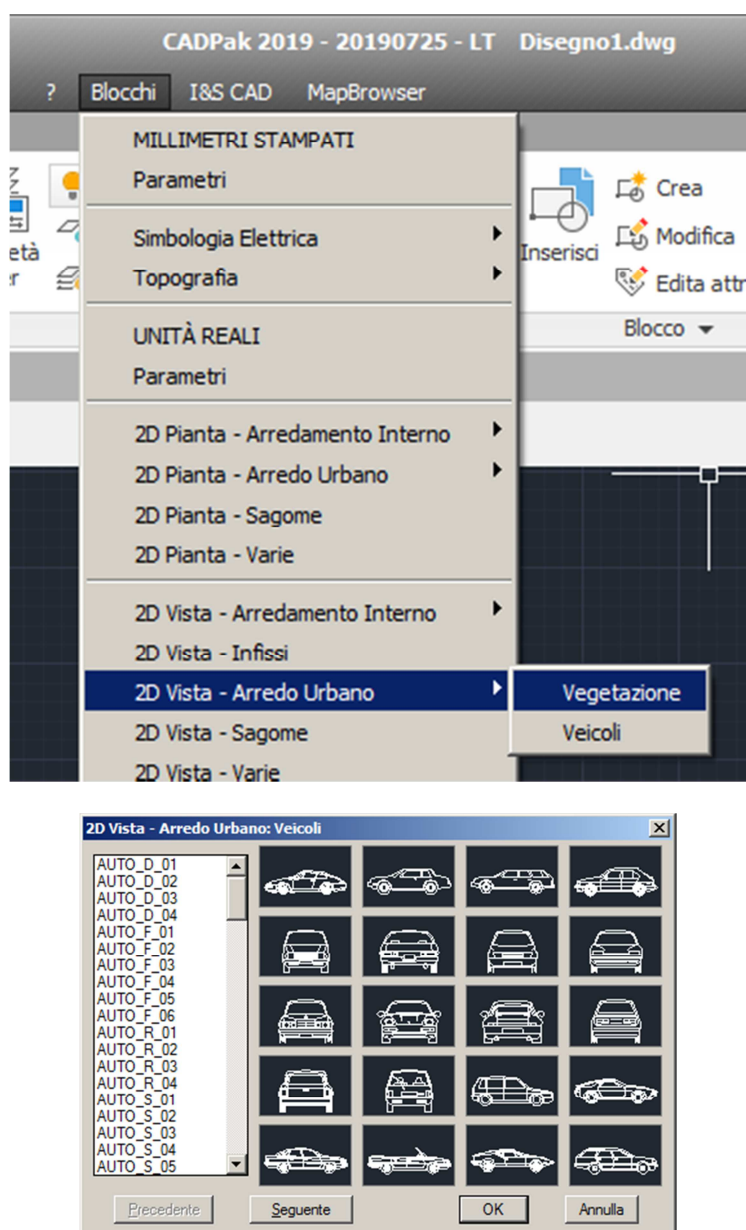 CADPak 2019 - 20190725 - LT Disegno1.dwg
? Blocchi I&S CAD MapBrowser
MILLIMETRI STAMPATI
Parametri
Simbologia Elettrica
Topografia
UNITÀ REALI
Parametri
2D Pianta - Arredamento Interno
2D Pianta - Arredo Urbano
2D Pianta - Sagome
2D Pianta - Varie
2D Vista - Arredamento Interno
2D Vista - Infissi
2D Vista - Arredo Urbano
2D Vista - Sagome
2D Vista - Varie
Vegetazione
Veicoli
età
r
Inserisci
Crea
Modifica
Edita attr
Blocco
2D Vista - Arredo Urbano: Veicoli
AUTO_D_01
AUTO_D_02
AUTO_D_03
AUTO_D_04
AUTO_F_01
AUTO_F_02
AUTO_F_03
AUTO_F_04
AUTO_F_05
AUTO_F_06
AUTO_R_01
AUTO_R_02
AUTO_R_03
AUTO_R_04
AUTO_S_01
AUTO_S_02
AUTO_S_03
AUTO_S_04
AUTO_S_05
Precedente Seguente OK Annulla